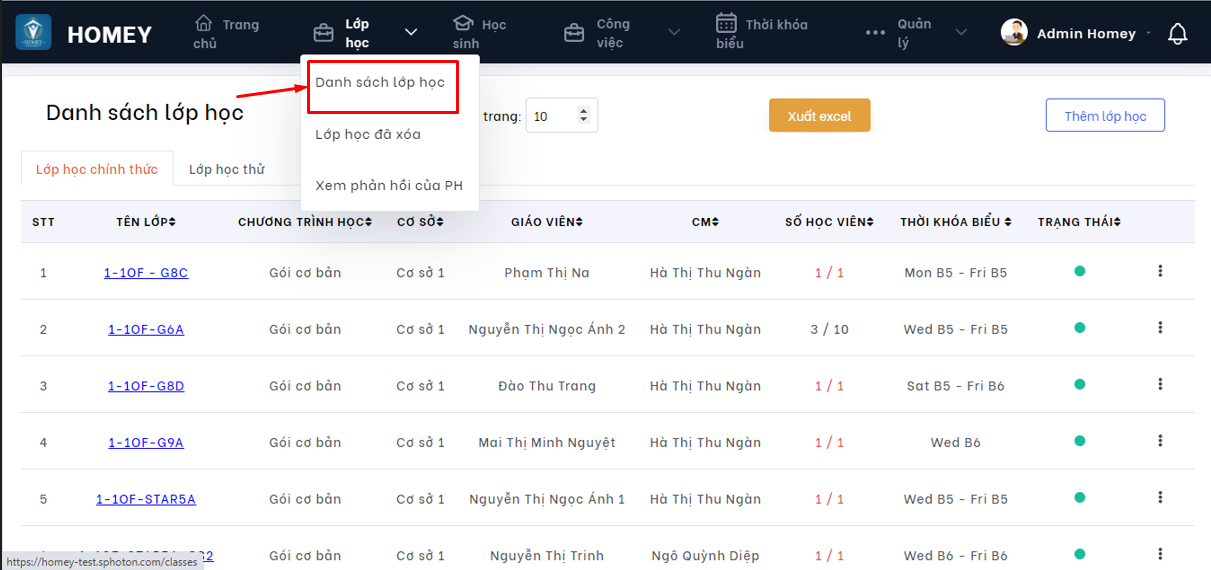 HOMEY
Trang
chủ
Lớp
học
Học
sinh
Công
việc
Thời khóa
biểu
Quản
lý
Admin Homey
Danh sách lớp học
Lớp học đã xóa
Xem phản hồi của PH
Danh sách lớp học
trang: 10
Xuất excel
Thêm lớp học
Lớp học chính thức Lớp học thử
STT TÊN LỚP CHƯƠNG TRÌNH HỌC CƠ SỞ GIÁO VIÊN CM SỐ HỌC VIÊN THỜI KHÓA BIỂU TRẠNG THÁI
1 1-1OF - G8C Gói cơ bản Cơ sở 1 Phạm Thị Na Hà Thị Thu Ngàn 1 / 1 Mon B5 - Fri B5
2 1-1OF-G6A Gói cơ bản Cơ sở 1 Nguyễn Thị Ngọc Ánh 2 Hà Thị Thu Ngàn 3 / 10 Wed B5 - Fri B5
3 1-1OF-G8D Gói cơ bản Cơ sở 1 Đào Thu Trang Hà Thị Thu Ngàn 1 / 1 Sat B5 - Fri B6
4 1-1OF-G9A Gói cơ bản Cơ sở 1 Mai Thị Minh Nguyệt Hà Thị Thu Ngàn 1 / 1 Wed B6
5 1-1OF-STAR5A Gói cơ bản Cơ sở 1 Nguyễn Thị Ngọc Ánh 1 Hà Thị Thu Ngàn 1 / 1 Wed B5 - Fri B5
Gói cơ bản Cơ sở 1 Nguyễn Thị Trinh Ngô Quỳnh Diệp 1 / 1 Wed B6 - Fri B6
https://homey-test.sphoton.com/classes